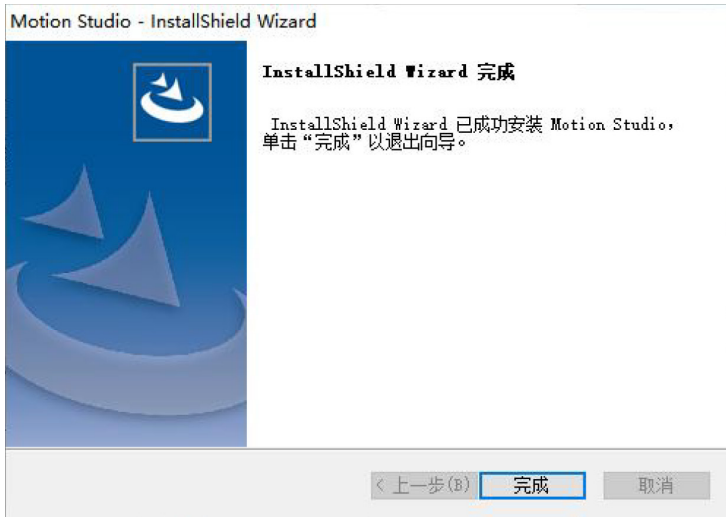 Motion Studio - InstallShield Wizard
InstallShield Wizard 完成
InstallShield Wizard 已成功安装 Motion Studio，
单击“完成”以退出向导。
< 上一步(B)
完成
取消